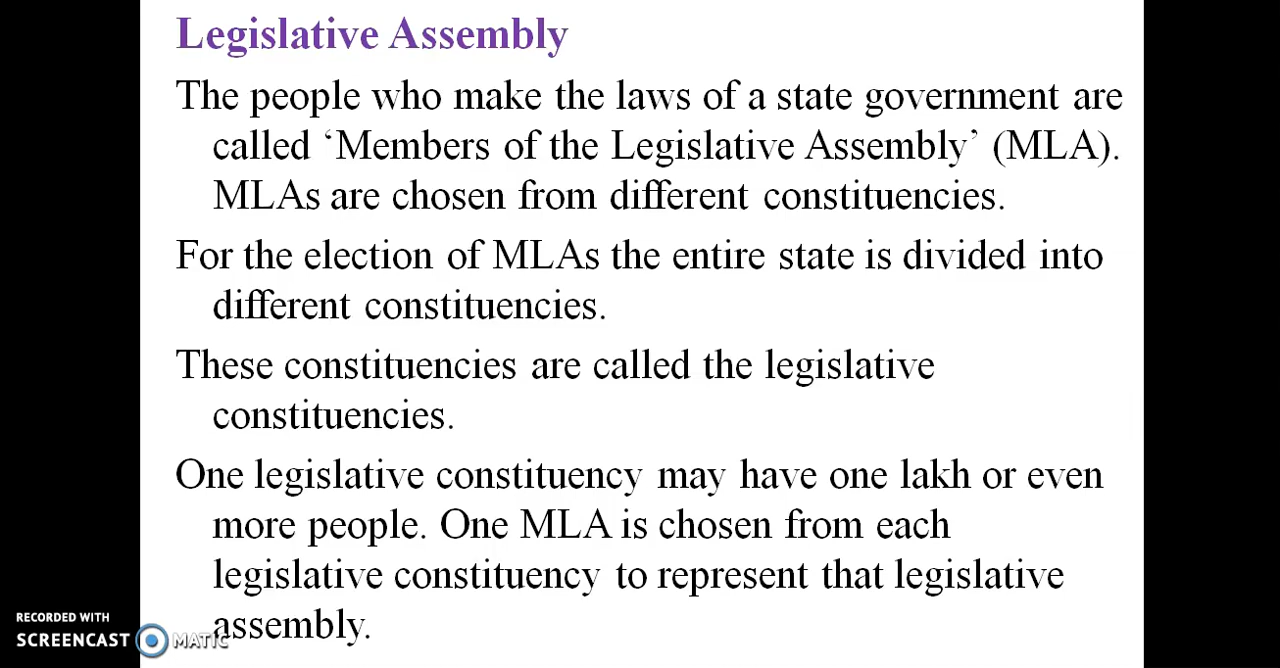 Legislative Assembly
The people who make the laws of a state government are
called ‘Members of the Legislative Assembly’ (MLA).
MLAs are chosen from different constituencies.
For the election of MLAs the entire state is divided into
different constituencies.
These constituencies are called the legislative
constituencies.
One legislative constituency may have one lakh or even
more people. One MLA is chosen from each
legislative constituency to represent that legislative
assembly.
RECORDED WITH
SCREENCAST MATIC